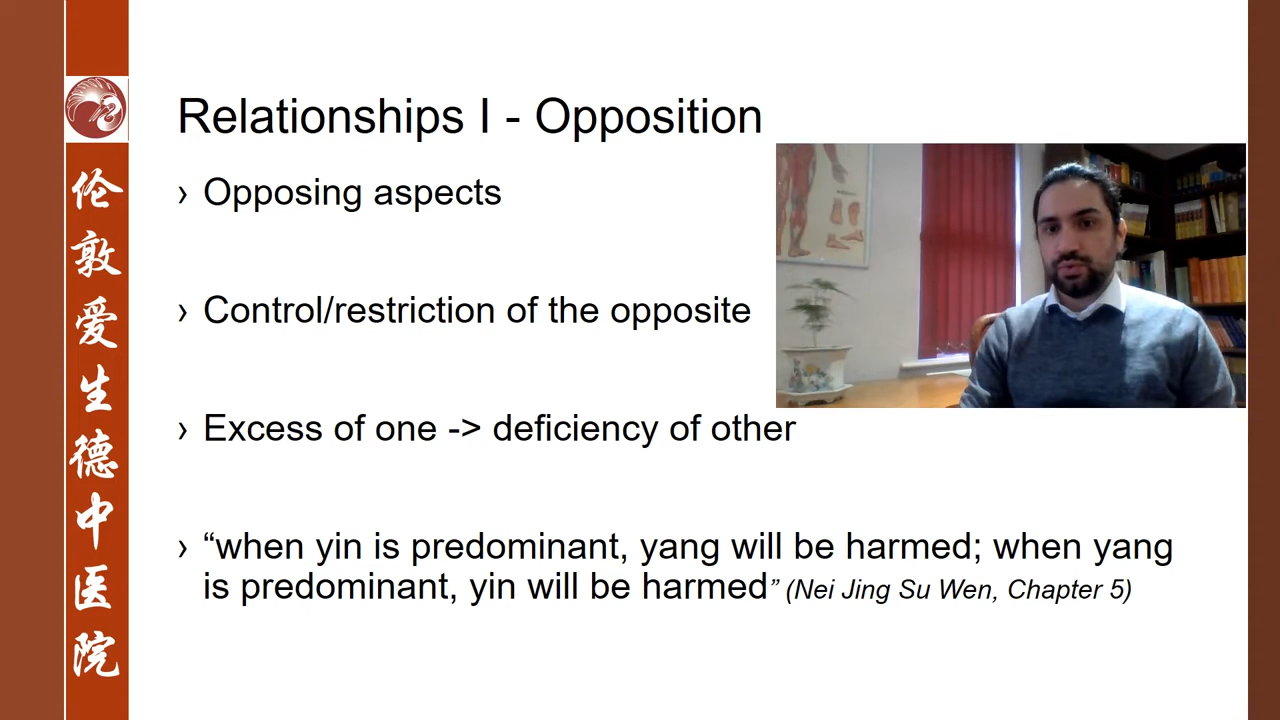 Relationships I - Opposition
› Opposing aspects
› Control/restriction of the opposite
› Excess of one -> deficiency of other
› “when yin is predominant, yang will be harmed; when yang
is predominant, yin will be harmed” (Nei Jing Su Wen, Chapter 5)
伦敦爱生德中医院